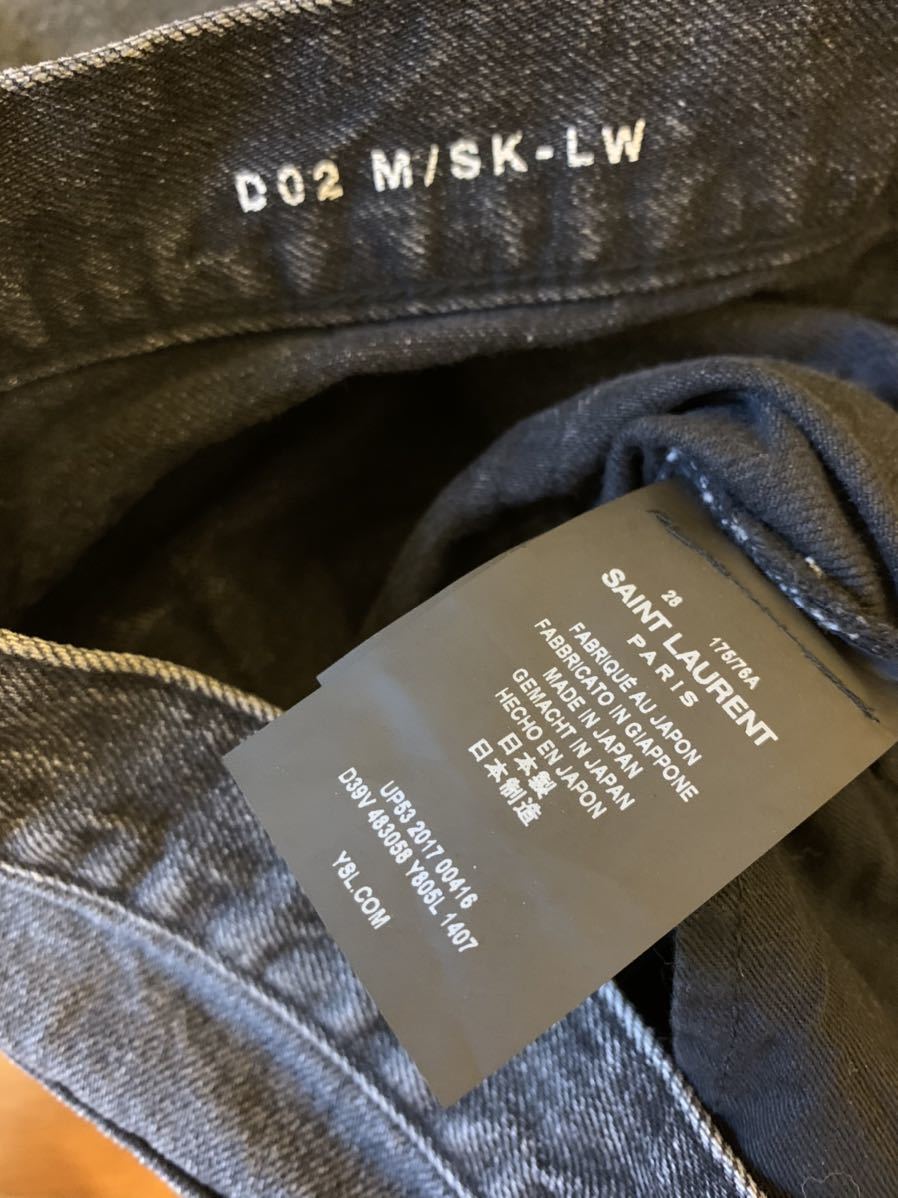 D02 M/SK-LW
28 175/76A
SAINT LAURENT
PARIS
FABRIQUÉ AU JAPON
FABBRICATO IN GIAPPONE
MADE IN JAPAN
GEMACHT IN JAPAN
HECHO EN JAPON
日本製
日本制造
UP53 2017 00416
D39V 483058 Y805L 1407
YSL.COM